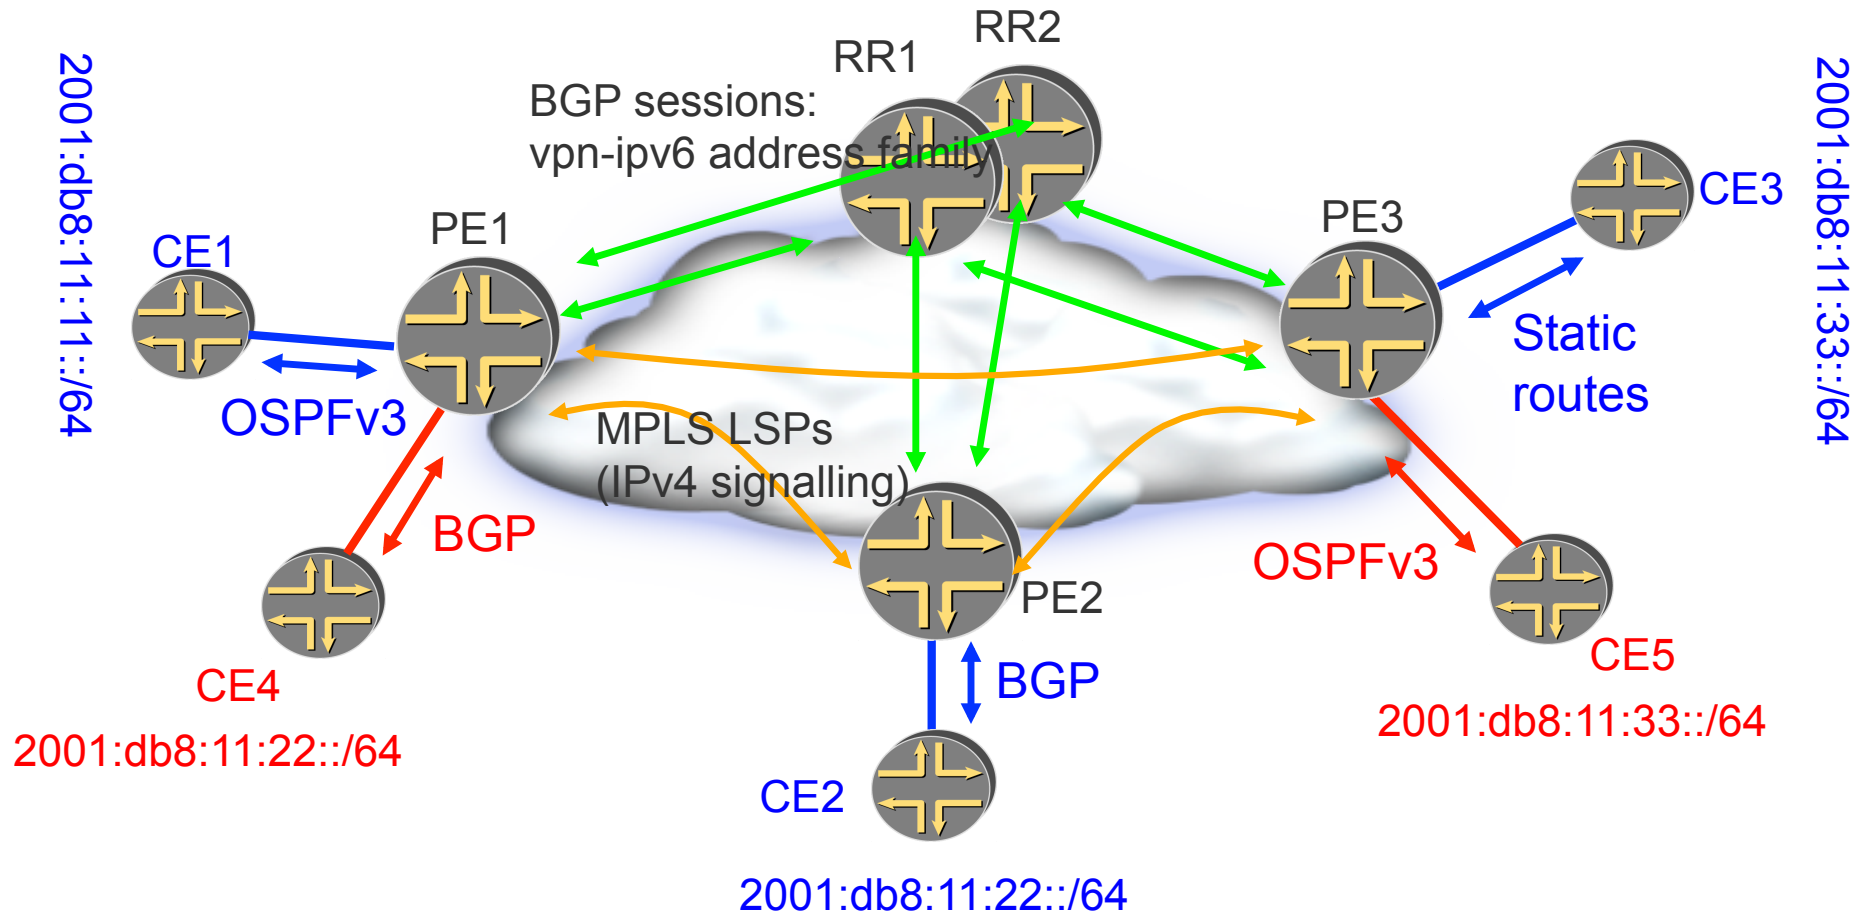 RR2
RR1
BGP sessions:
vpn-ipv6 address family
2001:db8:11:11::/64
2001:db8:11:33::/64
CE3
PE1
PE3
CE1
Static
routes
OSPFv3
MPLS LSPs
(IPv4 signalling)
BGP
OSPFv3
PE2
CE4
BGP
CE5
2001:db8:11:22::/64
2001:db8:11:33::/64
CE2
2001:db8:11:22::/64